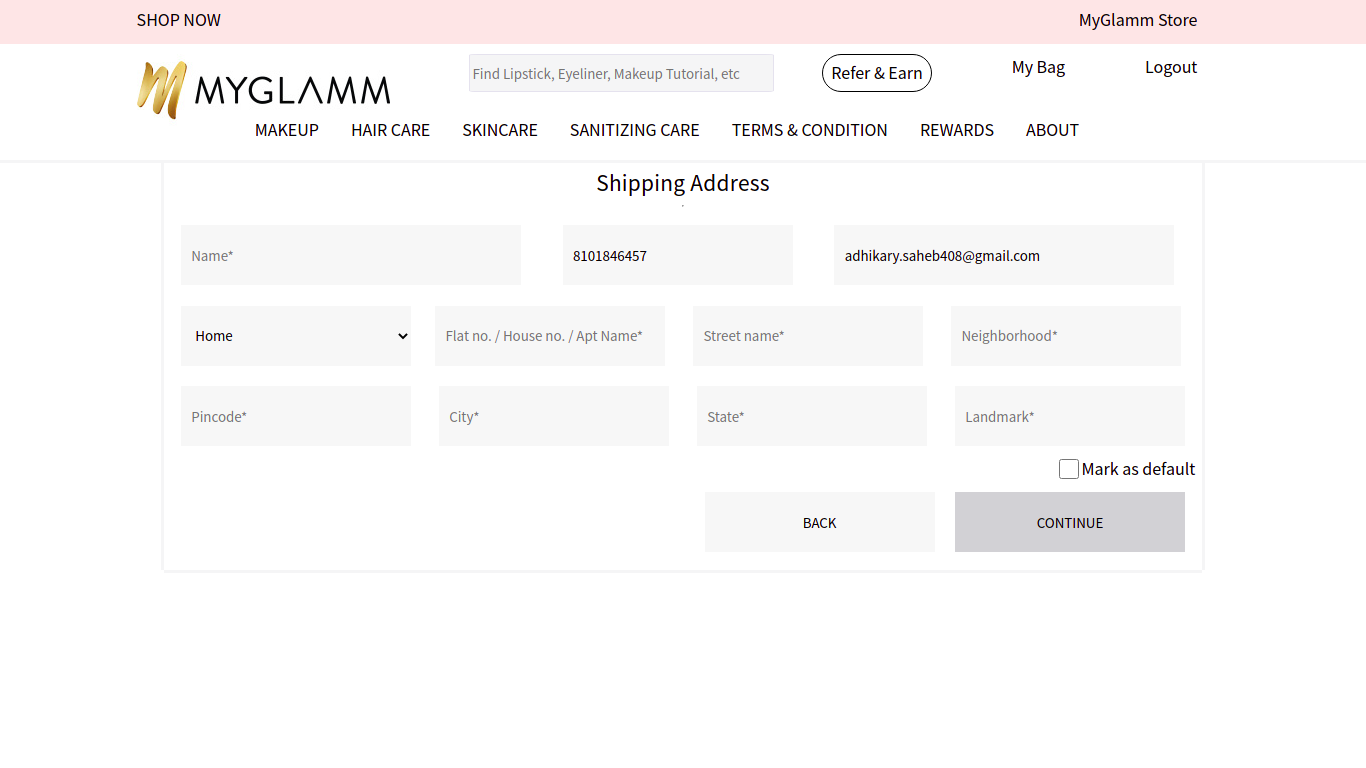 SHOP NOW MyGlamm Store
MYGLAMM Find Lipstick, Eyeliner, Makeup Tutorial, etc Refer & Earn My Bag Logout
MAKEUP HAIR CARE SKINCARE SANITIZING CARE TERMS & CONDITION REWARDS ABOUT
Shipping Address
Name* 8101846457 adhikary.saheb408@gmail.com
Home Flat no. / House no. / Apt Name* Street name* Neighborhood*
Pincode* City* State* Landmark*
Mark as default
BACK CONTINUE